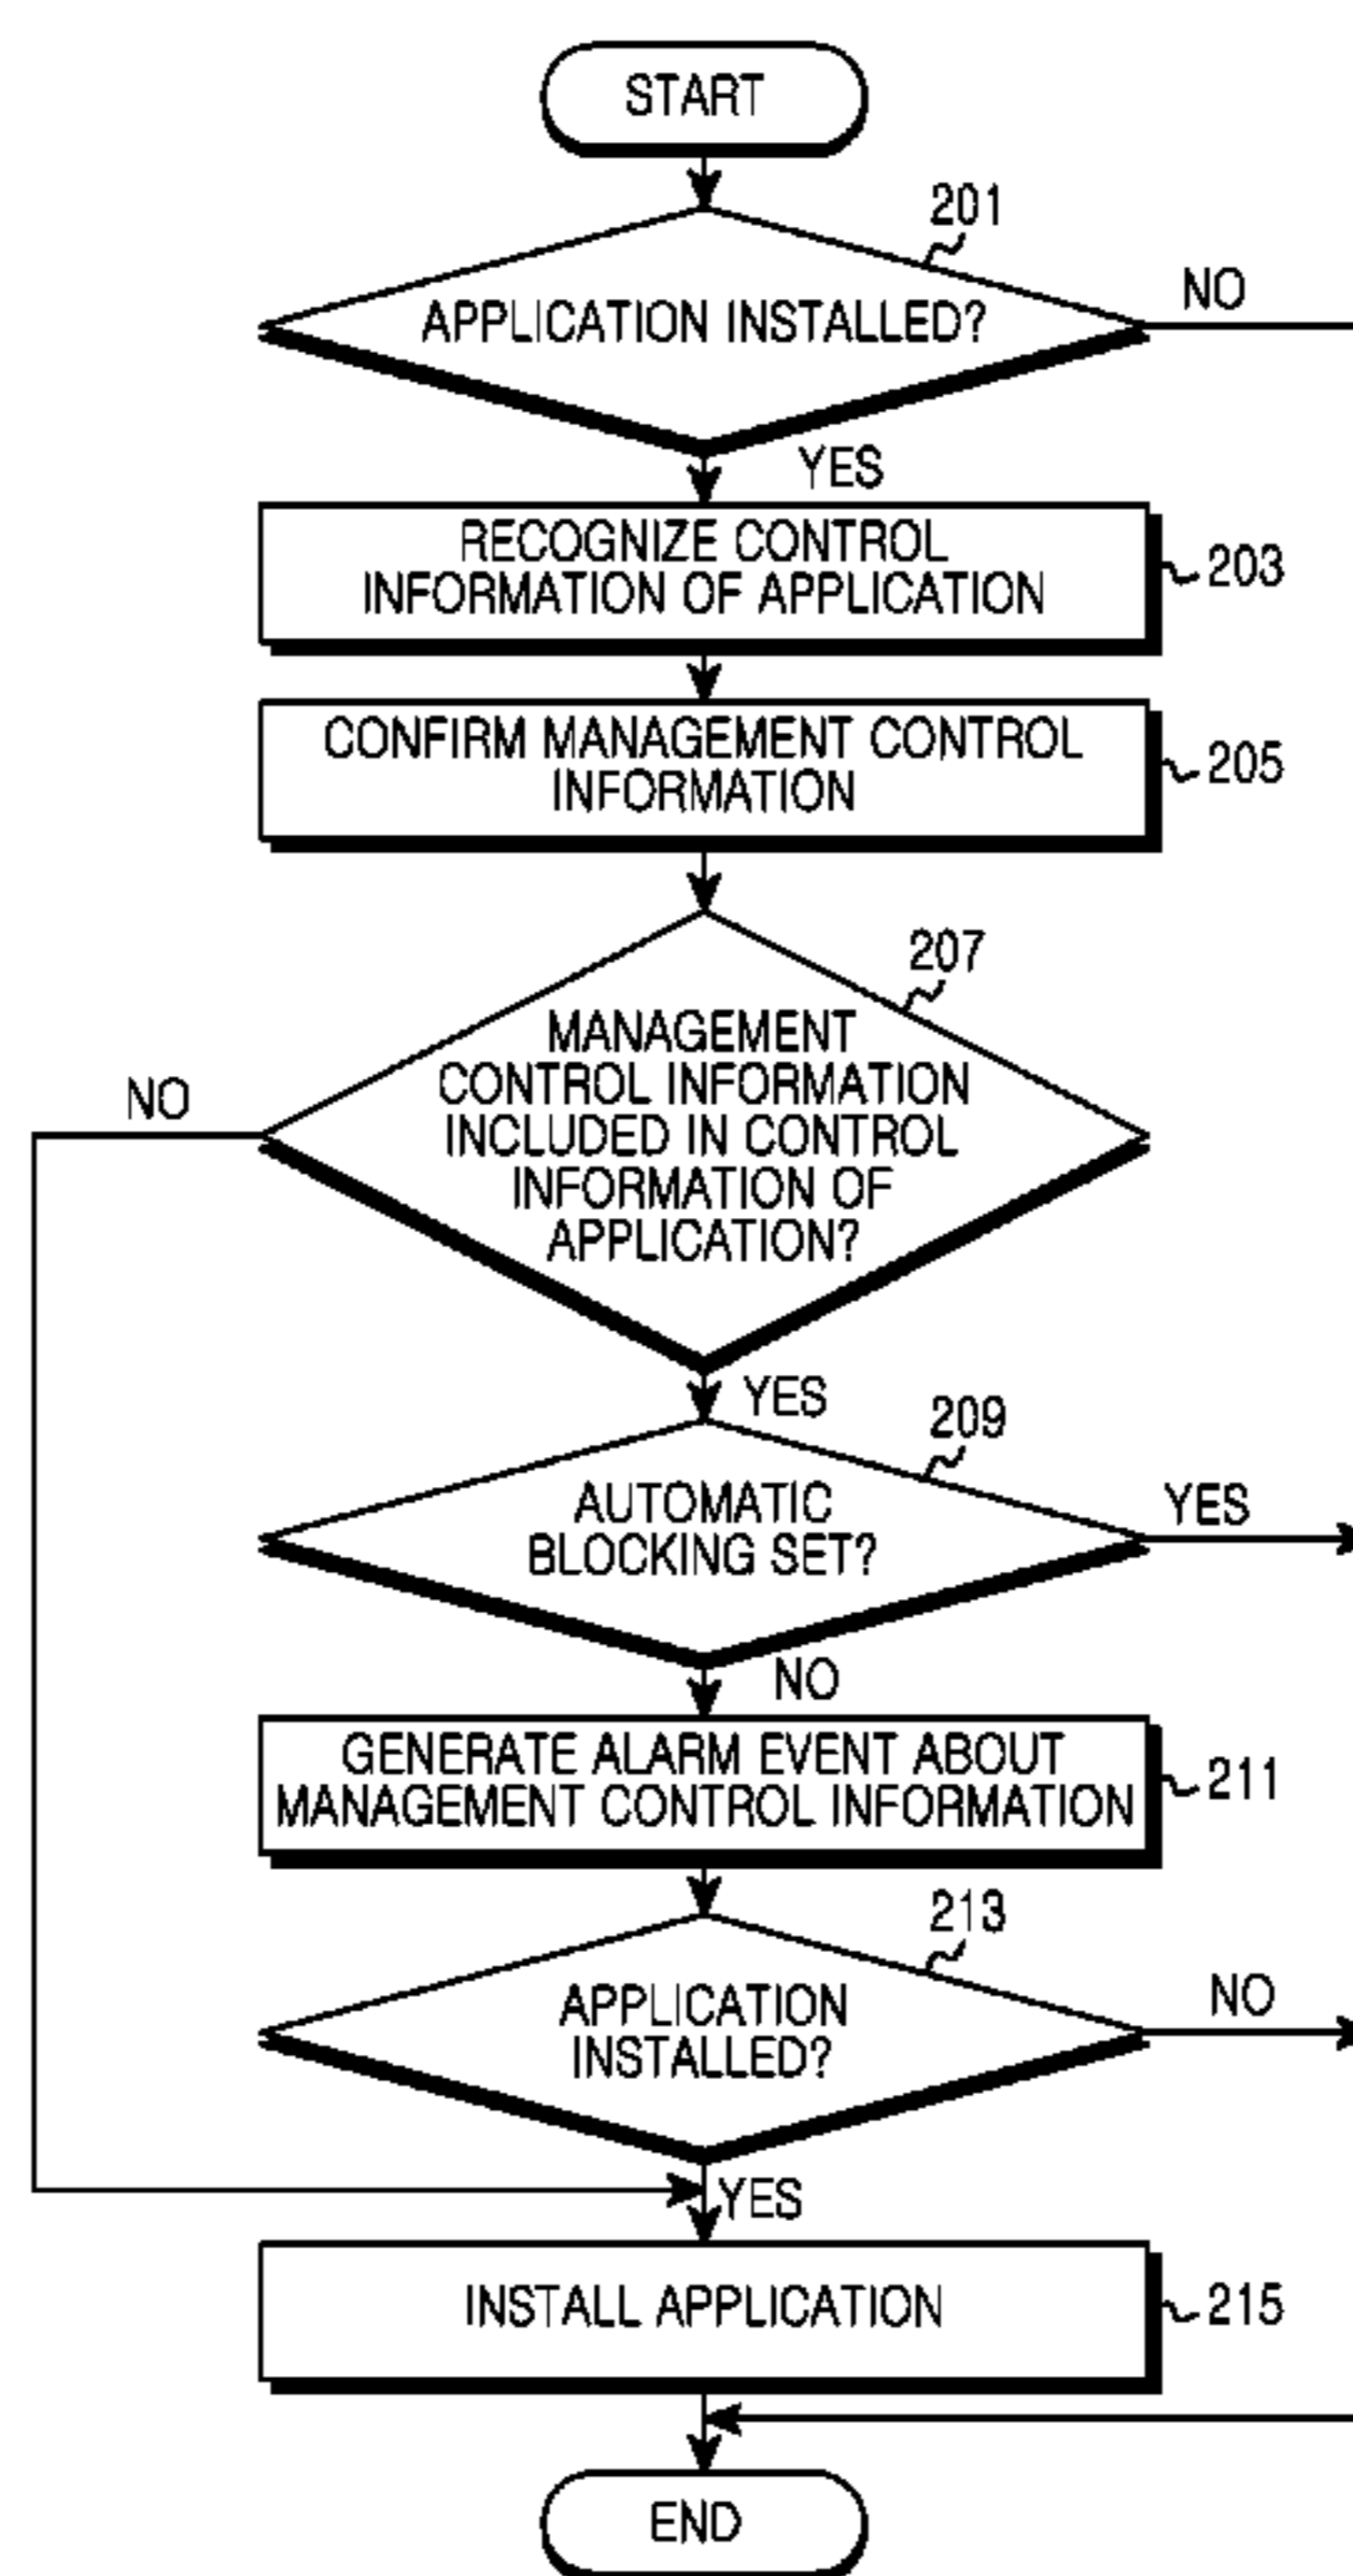 START
201
APPLICATION INSTALLED?
NO
YES
RECOGNIZE CONTROL
INFORMATION OF APPLICATION
203
CONFIRM MANAGEMENT CONTROL
INFORMATION
205
207
MANAGEMENT
CONTROL INFORMATION
INCLUDED IN CONTROL
INFORMATION OF
APPLICATION?
NO
YES
209
AUTOMATIC
BLOCKING SET?
YES
NO
GENERATE ALARM EVENT ABOUT
MANAGEMENT CONTROL INFORMATION
211
213
APPLICATION
INSTALLED?
NO
YES
INSTALL APPLICATION
215
END